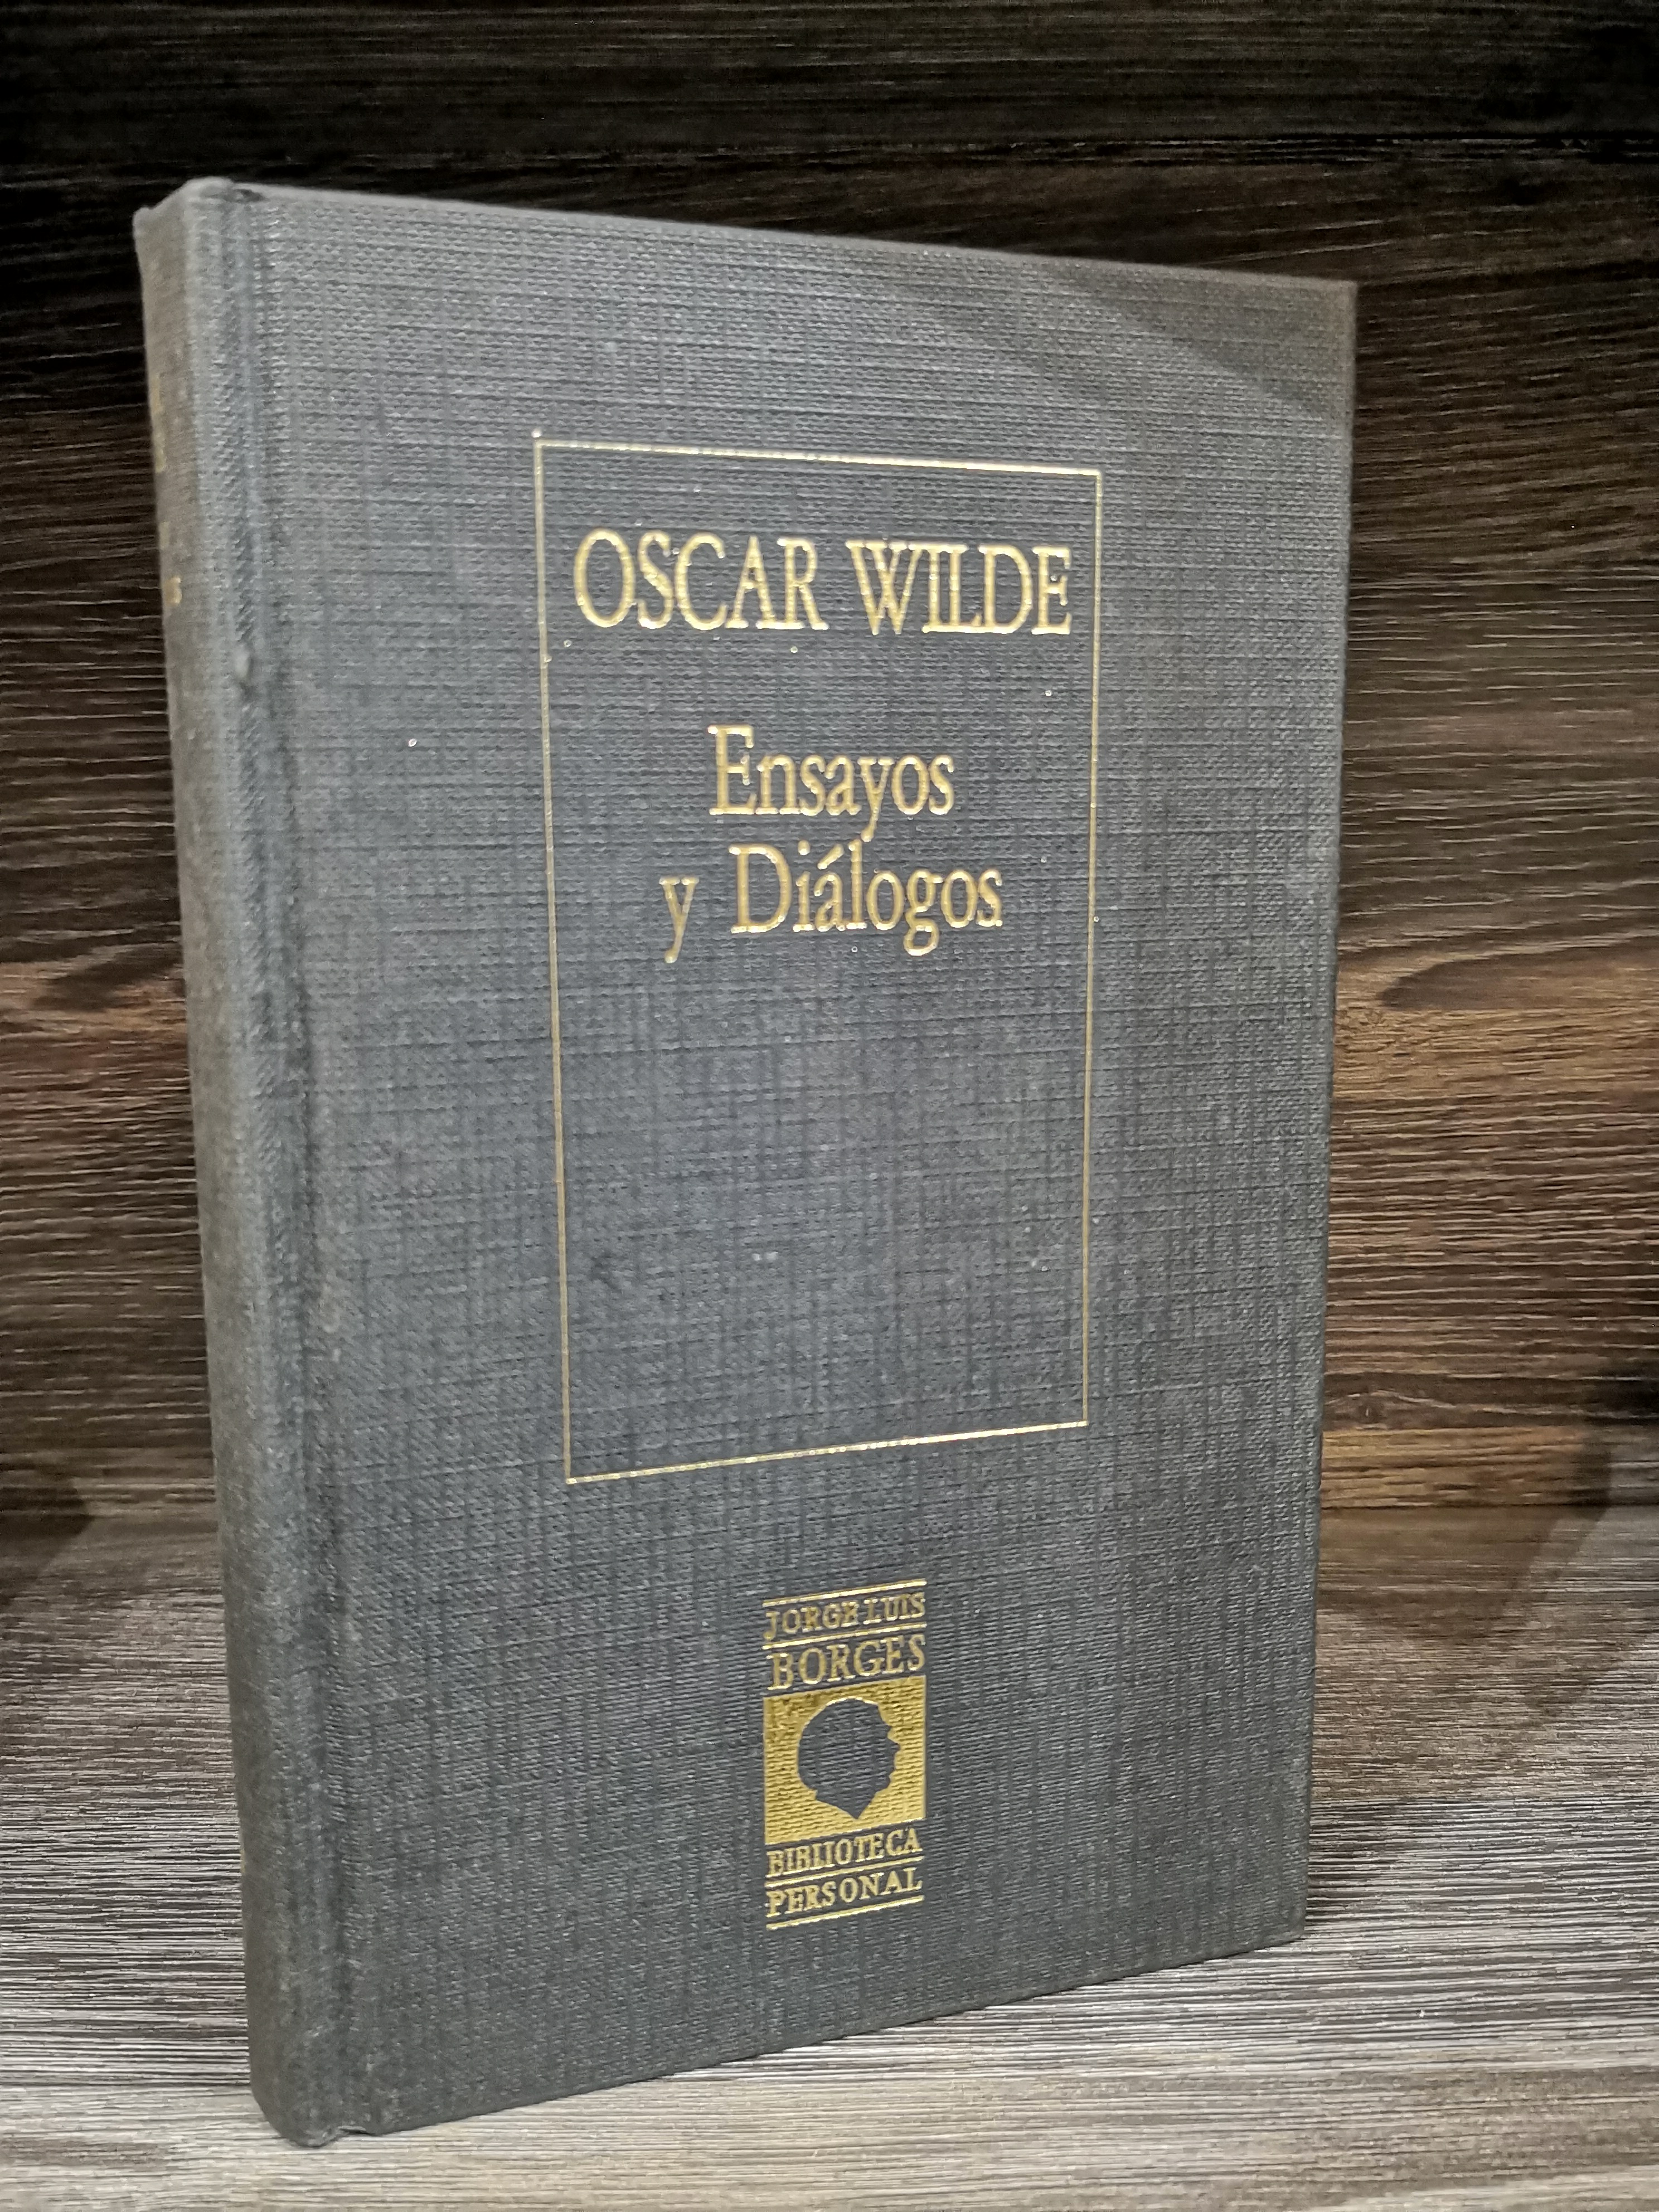 OSCAR WILDE
Ensayos
y Diálogos
JORGE LUIS
BORGES
BIBLIOTECA
PERSONAL